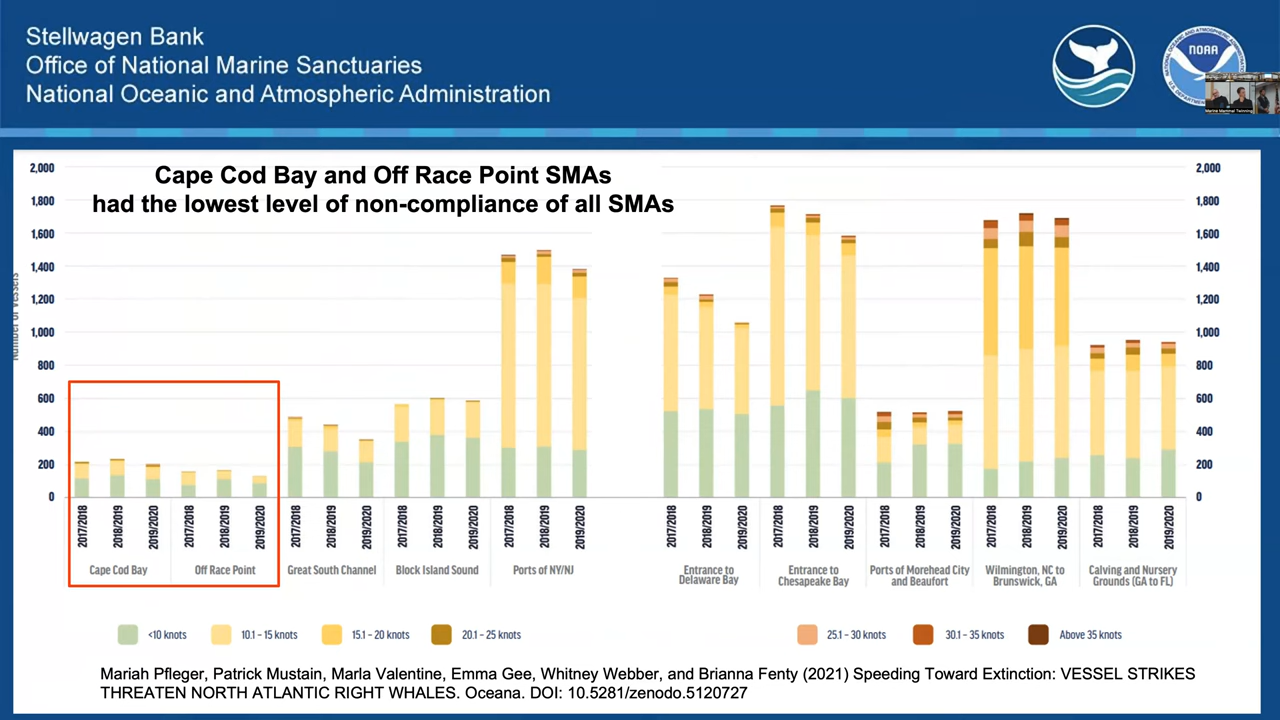 Stellwagen Bank
Office of National Marine Sanctuaries
National Oceanic and Atmospheric Administration
NOAA
Marine Mammal Twinning
Cape Cod Bay and Off Race Point SMAs
had the lowest level of non-compliance of all SMAs
2,000
1,800
1,600
1,400
1,200
1,000
800
600
400
200
0
Number of Vessels
2,000
1,800
1,600
1,400
1,200
1,000
800
600
400
200
0
2017/2018 2018/2019 2019/2020 2017/2018 2018/2019 2019/2020 2017/2018 2018/2019 2019/2020 2017/2018 2018/2019 2019/2020 2017/2018 2018/2019 2019/2020
2017/2018 2018/2019 2019/2020 2017/2018 2018/2019 2019/2020 2017/2018 2018/2019 2019/2020 2017/2018 2018/2019 2019/2020 2017/2018 2018/2019 2019/2020
Cape Cod Bay
Off Race Point
Great South Channel
Block Island Sound
Ports of NY/NJ
Entrance to
Delaware Bay
Entrance to
Chesapeake Bay
Ports of Morehead City
and Beaufort
Wilmington, NC to
Brunswick, GA
Calving and Nursery
Grounds (GA to FL)
<10 knots
10.1 – 15 knots
15.1 – 20 knots
20.1 – 25 knots
25.1 – 30 knots
30.1 – 35 knots
Above 35 knots
Mariah Pfleger, Patrick Mustain, Marla Valentine, Emma Gee, Whitney Webber, and Brianna Fenty (2021) Speeding Toward Extinction: VESSEL STRIKES
THREATEN NORTH ATLANTIC RIGHT WHALES. Oceana. DOI: 10.5281/zenodo.5120727